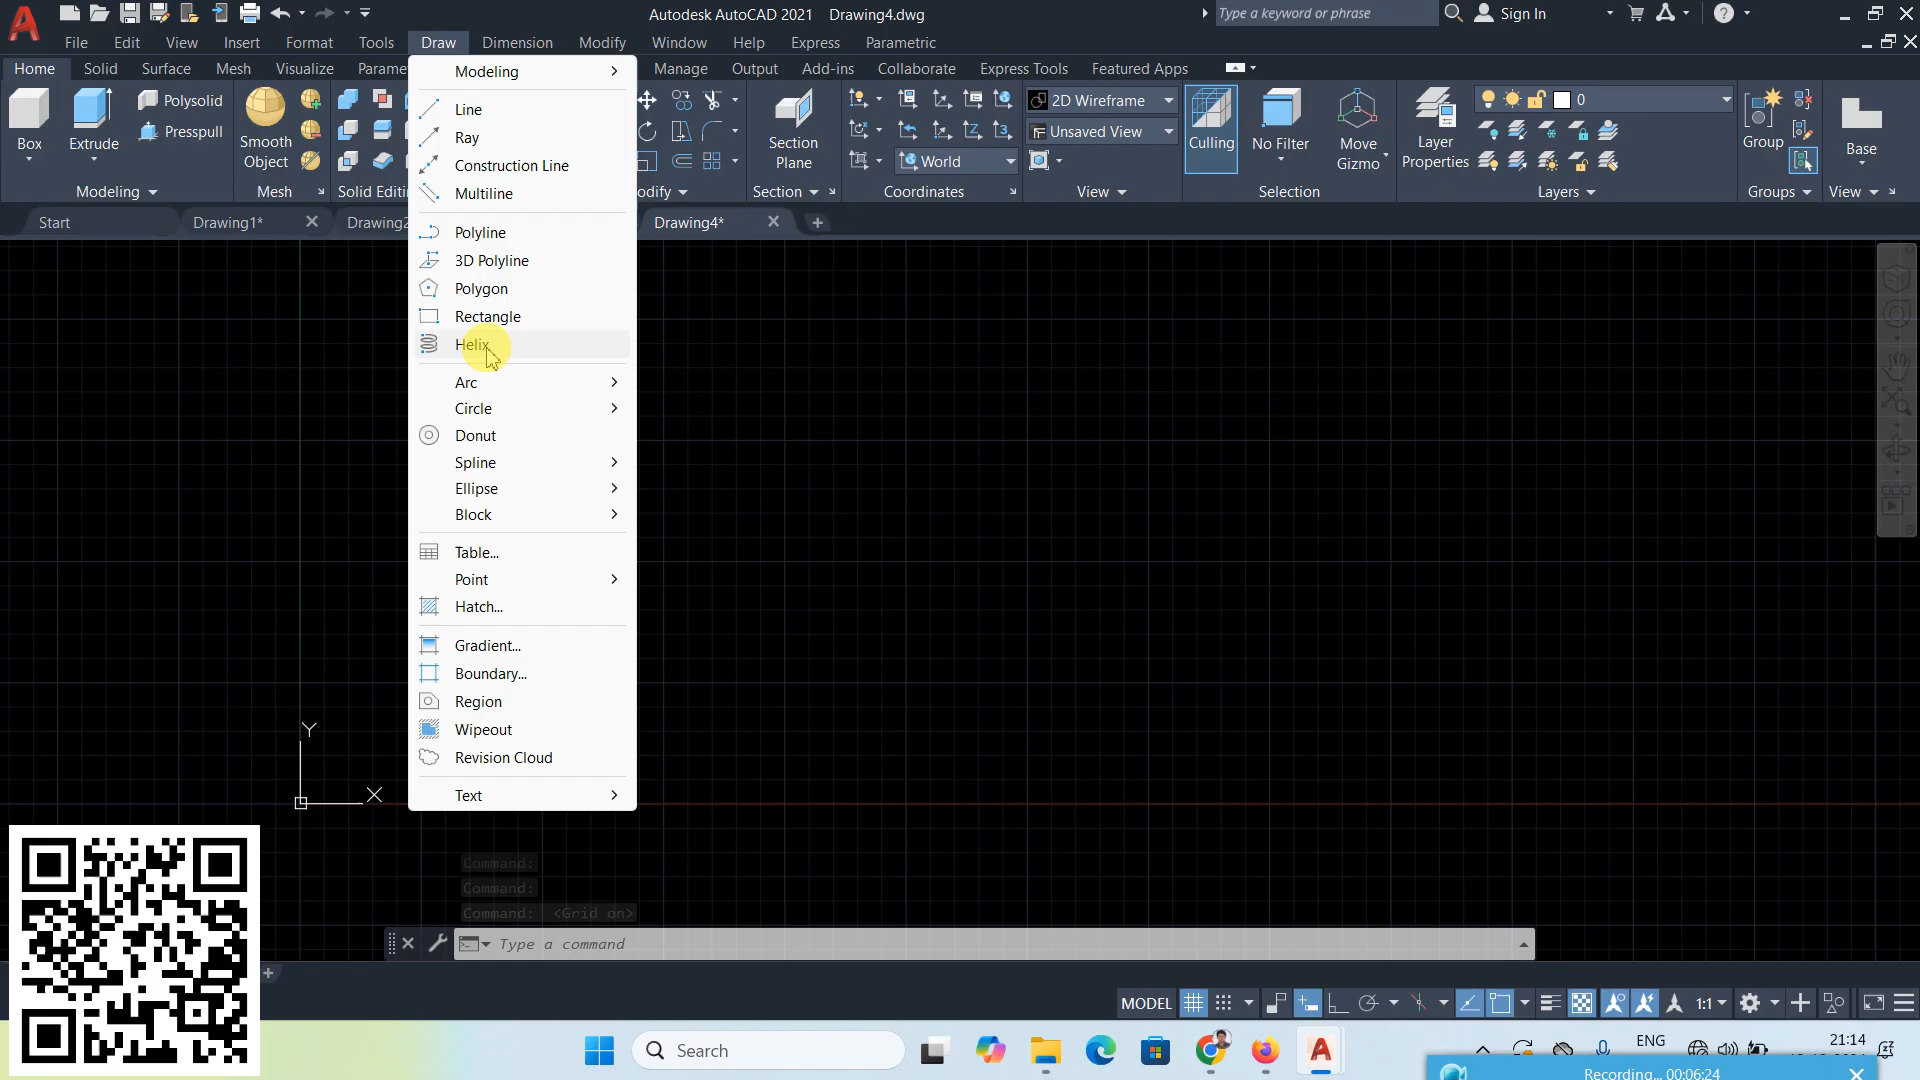 Autodesk AutoCAD 2021 Drawing4.dwg
Type a keyword or phrase
Sign In
File Edit View Insert Format Tools Draw Dimension Modify Window Help Express Parametric
Home Solid Surface Mesh Visualize Parame Manage Output Add-ins Collaborate Express Tools Featured Apps
Box
Extrude
Polysolid
Presspull
Smooth
Object
Section
Plane
World
2D Wireframe
Unsaved View
Culling
No Filter
Move
Gizmo
Layer
Properties
0
Group
Base
Modeling Mesh Solid Editi odify Section Coordinates View Selection Layers Groups View
Start Drawing1* Drawing2 Drawing4*
Modeling
Line
Ray
Construction Line
Multiline
Polyline
3D Polyline
Polygon
Rectangle
Helix
Arc
Circle
Donut
Spline
Ellipse
Block
Table...
Point
Hatch...
Gradient...
Boundary...
Region
Wipeout
Revision Cloud
Text
Y
X
Command:
Command:
Command: <Grid on>
Type a command
MODEL
1:1
Search
ENG
21:14
Recording... 00:06:24